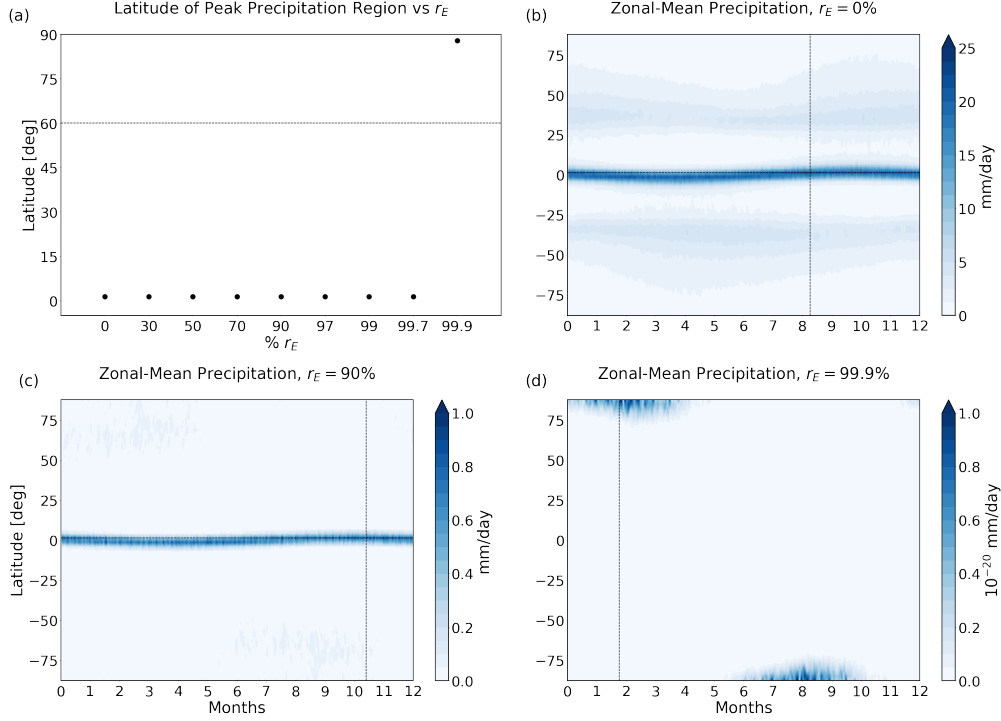 (a)
Latitude of Peak Precipitation Region vs r_E
90
75
60
45
30
15
0
Latitude [deg]
0 30 50 70 90 97 99 99.7 99.9
% r_E
(b)
Zonal-Mean Precipitation, r_E = 0%
75
50
25
0
−25
−50
−75
0 1 2 3 4 5 6 7 8 9 10 11 12
25
20
15
10
5
0
mm/day
(c)
Zonal-Mean Precipitation, r_E = 90%
75
50
25
0
−25
−50
−75
Latitude [deg]
0 1 2 3 4 5 6 7 8 9 10 11 12
Months
1.0
0.8
0.6
0.4
0.2
0.0
mm/day
(d)
Zonal-Mean Precipitation, r_E = 99.9%
75
50
25
0
−25
−50
−75
0 1 2 3 4 5 6 7 8 9 10 11 12
Months
1.0
0.8
0.6
0.4
0.2
0.0
10⁻²⁰ mm/day